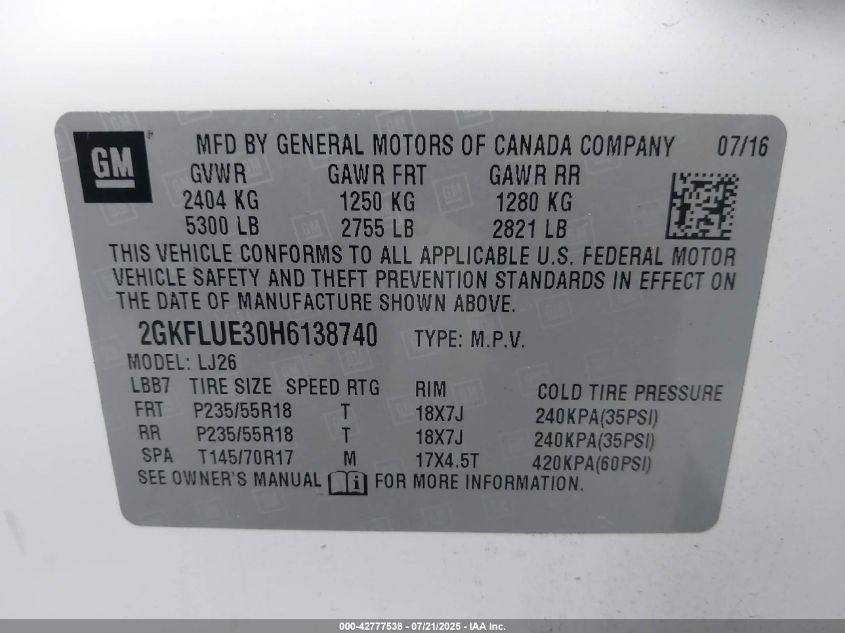 GM
MFD BY GENERAL MOTORS OF CANADA COMPANY 07/16
GVWR GAWR FRT GAWR RR
2404 KG 1250 KG 1280 KG
5300 LB 2755 LB 2821 LB
THIS VEHICLE CONFORMS TO ALL APPLICABLE U.S. FEDERAL MOTOR
VEHICLE SAFETY AND THEFT PREVENTION STANDARDS IN EFFECT ON
THE DATE OF MANUFACTURE SHOWN ABOVE.
2GKFLUE30H6138740 TYPE: M.P.V.
MODEL: LJ26
LBB7 TIRE SIZE SPEED RTG RIM COLD TIRE PRESSURE
FRT P235/55R18 T 18X7J 240KPA(35PSI)
RR P235/55R18 T 18X7J 240KPA(35PSI)
SPA T145/70R17 M 17X4.5T 420KPA(60PSI)
SEE OWNER'S MANUAL FOR MORE INFORMATION.
000-42777538 - 07/21/2025 - IAA Inc.